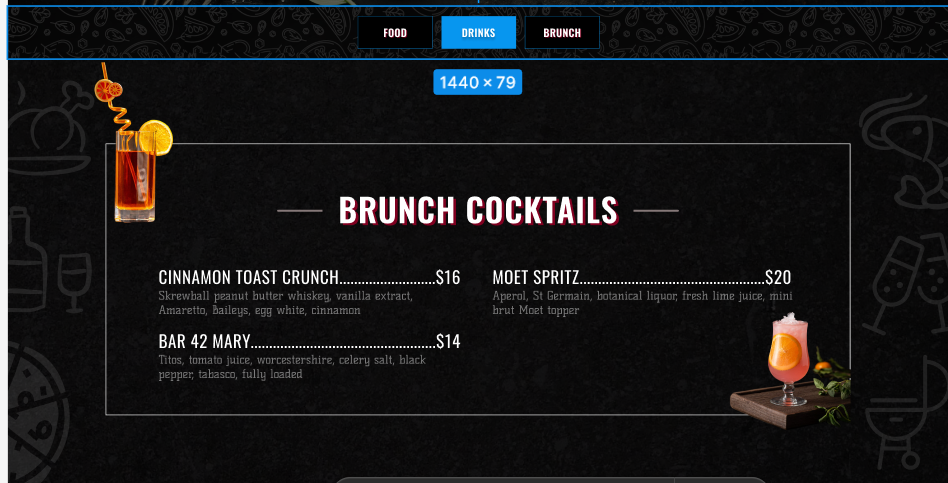 FOOD
DRINKS
BRUNCH
1440 × 79
BRUNCH COCKTAILS
CINNAMON TOAST CRUNCH..........................$16
Skrewball peanut butter whiskey, vanilla extract,
Amaretto, Baileys, egg white, cinnamon
BAR 42 MARY..................................................$14
Titos, tomato juice, worcestershire, celery salt, black
pepper, tabasco, fully loaded
MOET SPRITZ..................................................$20
Aperol, St Germain, botanical liquor, fresh lime juice, mini
brut Moet topper